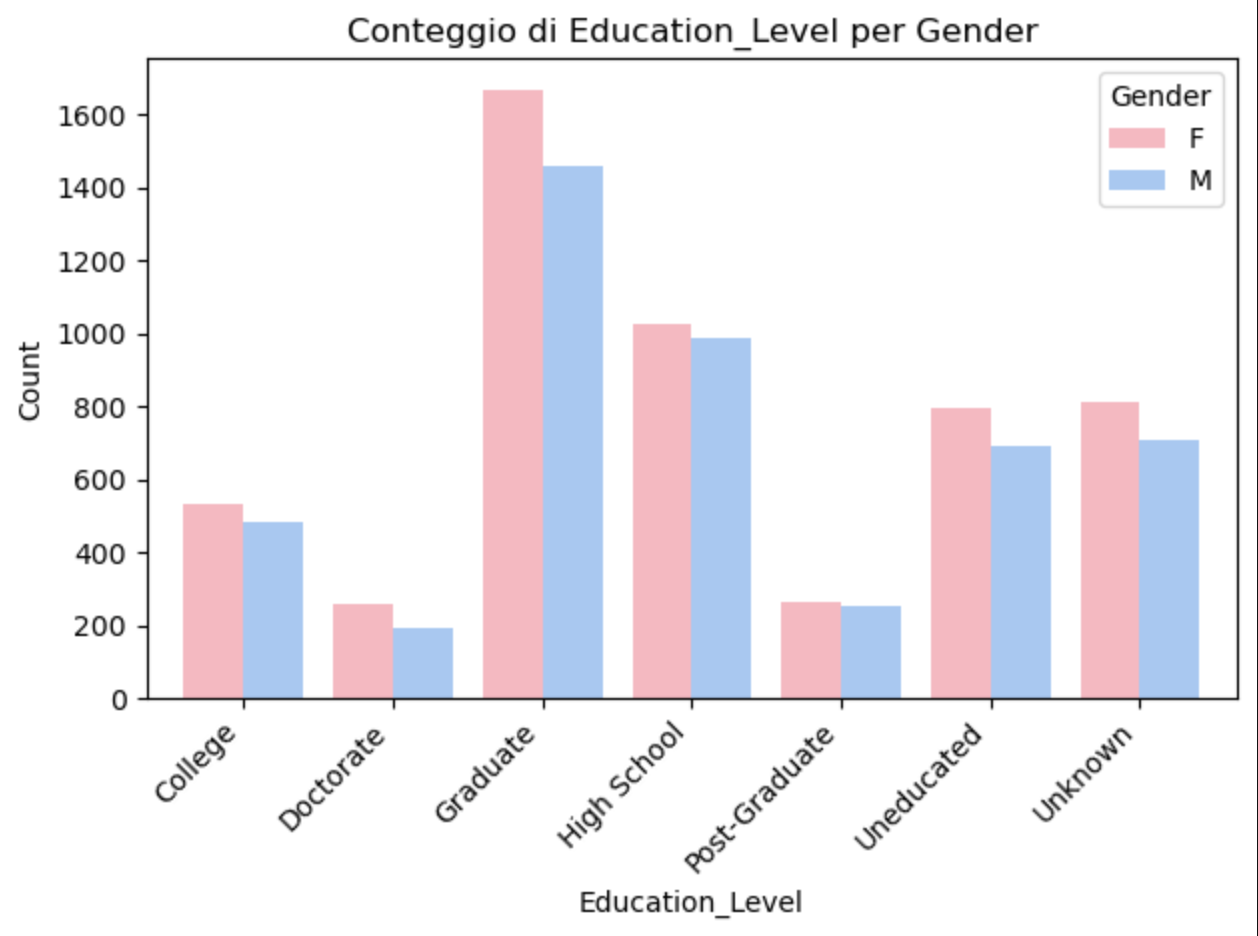 Conteggio di Education_Level per Gender
Gender
F
M
1600
1400
1200
1000
800
600
400
200
0
Count
College
Doctorate
Graduate
High School
Post-Graduate
Uneducated
Unknown
Education_Level